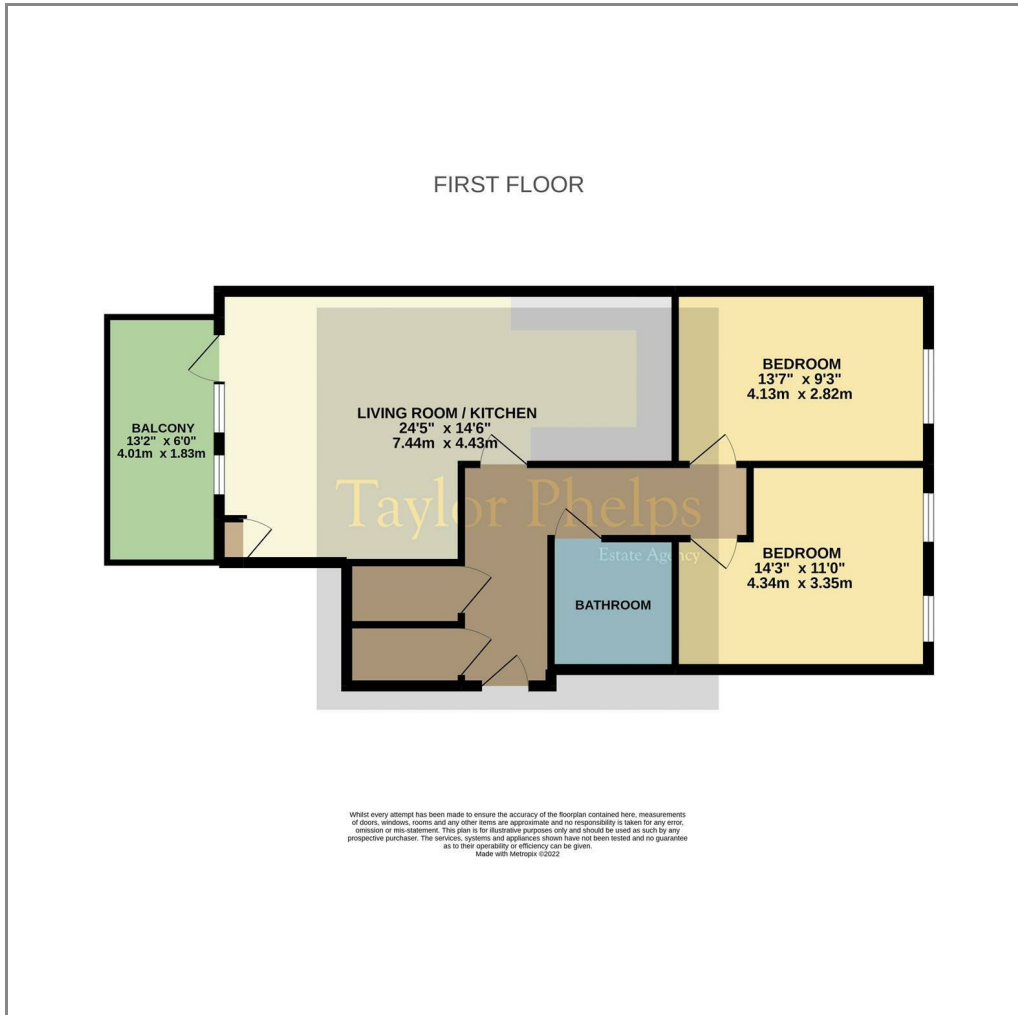 FIRST FLOOR
BEDROOM
13'7" x 9'3"
4.13m x 2.82m
LIVING ROOM / KITCHEN
24'5" x 14'6"
7.44m x 4.43m
BALCONY
13'2" x 6'0"
4.01m x 1.83m
Taylor Phelps
Estate Agency
BEDROOM
14'3" x 11'0"
4.34m x 3.35m
BATHROOM
Whilst every attempt has been made to ensure the accuracy of the floorplan contained here, measurements
of doors, windows, rooms and any other items are approximate and no responsibility is taken for any error,
omission or mis-statement. This plan is for illustrative purposes only and should be used as such by any
prospective purchaser. The services, systems and appliances shown have not been tested and no guarantee
as to their operability or efficiency can be given.
Made with Metropix ©2022